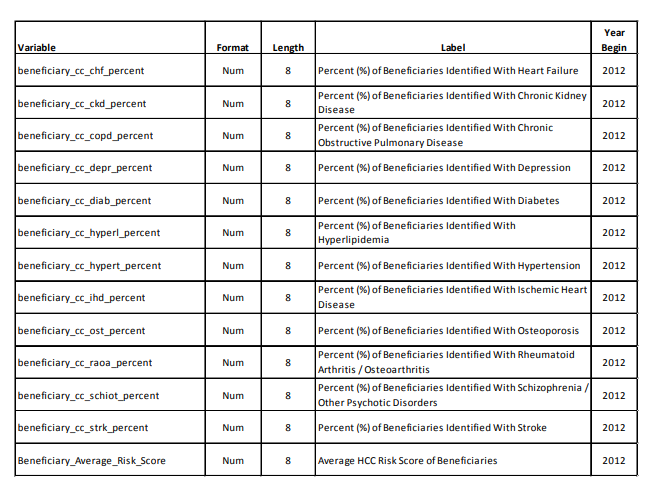 Variable Format Length Label Year Begin
beneficiary_cc_chf_percent Num 8 Percent (%) of Beneficiaries Identified With Heart Failure 2012
beneficiary_cc_ckd_percent Num 8 Percent (%) of Beneficiaries Identified With Chronic Kidney
Disease 2012
beneficiary_cc_copd_percent Num 8 Percent (%) of Beneficiaries Identified With Chronic
Obstructive Pulmonary Disease 2012
beneficiary_cc_depr_percent Num 8 Percent (%) of Beneficiaries Identified With Depression 2012
beneficiary_cc_diab_percent Num 8 Percent (%) of Beneficiaries Identified With Diabetes 2012
beneficiary_cc_hyperl_percent Num 8 Percent (%) of Beneficiaries Identified With
Hyperlipidemia 2012
beneficiary_cc_hypert_percent Num 8 Percent (%) of Beneficiaries Identified With Hypertension 2012
beneficiary_cc_ihd_percent Num 8 Percent (%) of Beneficiaries Identified With Ischemic Heart
Disease 2012
beneficiary_cc_ost_percent Num 8 Percent (%) of Beneficiaries Identified With Osteoporosis 2012
beneficiary_cc_raoa_percent Num 8 Percent (%) of Beneficiaries Identified With Rheumatoid
Arthritis / Osteoarthritis 2012
beneficiary_cc_schiot_percent Num 8 Percent (%) of Beneficiaries Identified With Schizophrenia /
Other Psychotic Disorders 2012
beneficiary_cc_strk_percent Num 8 Percent (%) of Beneficiaries Identified With Stroke 2012
Beneficiary_Average_Risk_Score Num 8 Average HCC Risk Score of Beneficiaries 2012